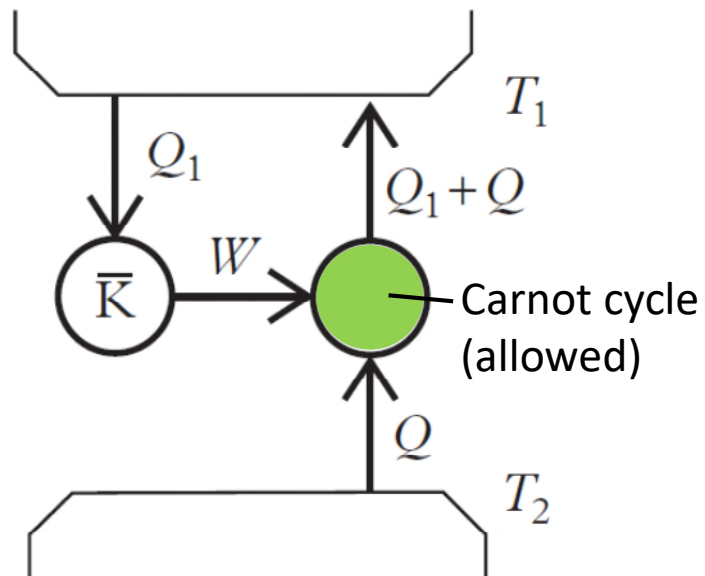 T₁
Q₁
Q₁+Q
W
K̅
Carnot cycle
(allowed)
Q
T₂